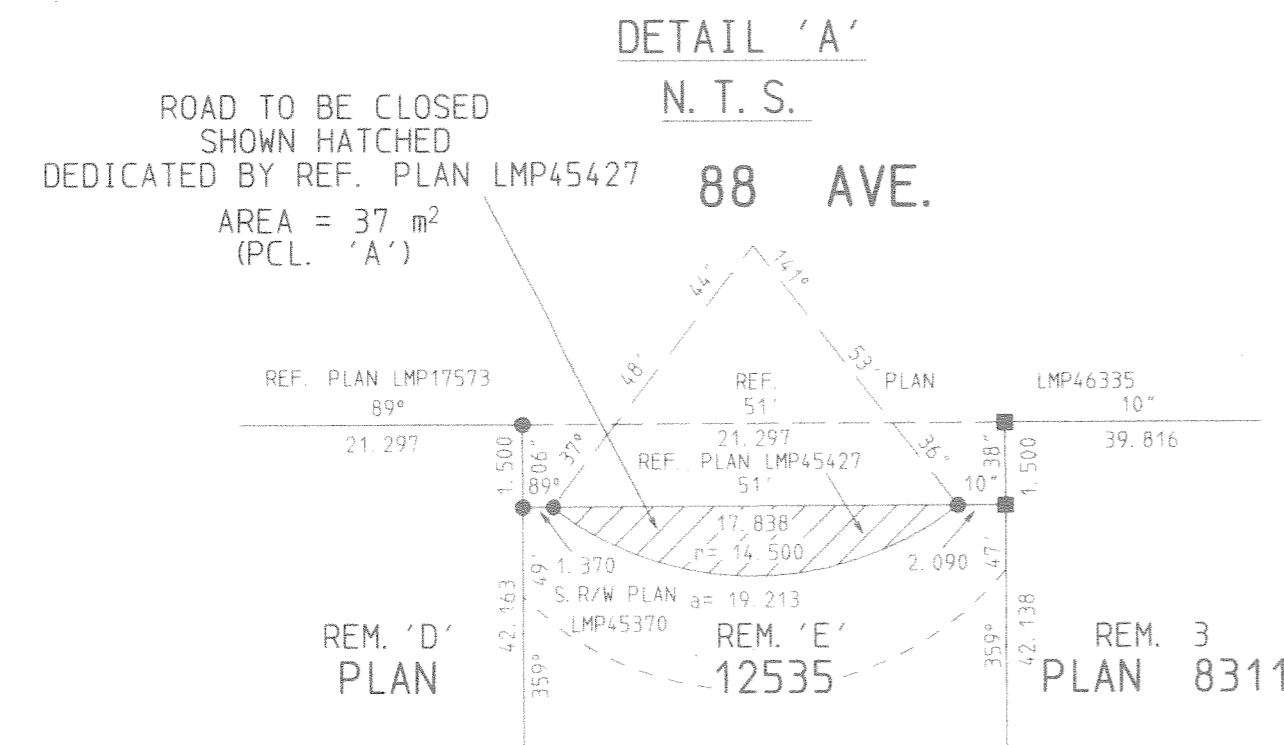 DETAIL 'A'
N. T. S.
ROAD TO BE CLOSED
SHOWN HATCHED
DEDICATED BY REF. PLAN LMP45427
AREA = 37 m²
(PCL. 'A')
88 AVE.
44"
141°
48'
53'
37°
36°
REF. PLAN LMP17573
89°
21.297
REF. PLAN
51'
21.297
LMP46335
10"
39.816
REF. PLAN LMP45427
1.500
06"
89°
51'
10"
38"
1.500
17.838
r= 14.500
a= 19.213
1.370
2.090
S.R/W PLAN
LMP45370
49'
42.163
359°
47'
359°
42.138
REM. 'D'
PLAN
REM. 'E'
12535
REM. 3
PLAN 8311